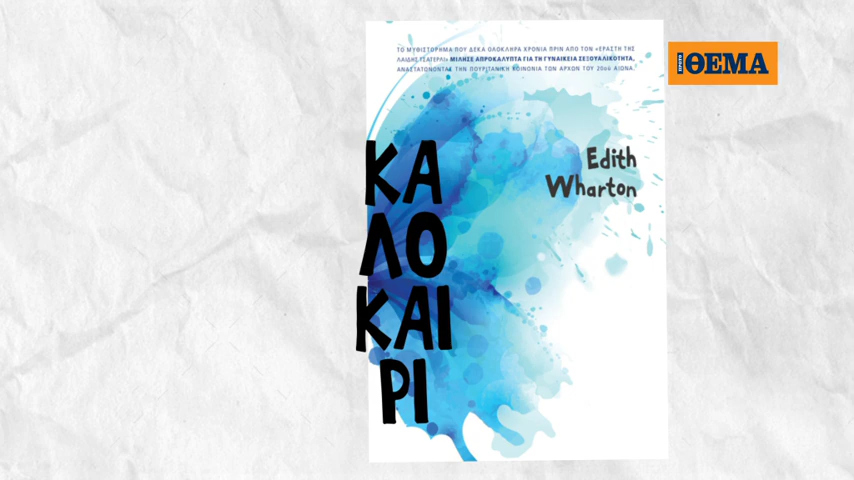 ΤΟ ΜΥΘΙΣΤΟΡΗΜΑ ΠΟΥ ΔΕΚΑ ΟΛΟΚΛΗΡΑ ΧΡΟΝΙΑ ΠΡΙΝ ΑΠΟ ΤΟΝ «ΕΡΑΣΤΗ ΤΗΣ
ΛΑΙΔΗΣ ΤΣΑΤΕΡΛΙ» ΜΙΛΗΣΕ ΑΠΡΟΚΑΛΥΠΤΑ ΓΙΑ ΤΗ ΓΥΝΑΙΚΕΙΑ ΣΕΞΟΥΑΛΙΚΟΤΗΤΑ,
ΑΝΑΣΤΑΤΩΝΟΝΤΑΣ ΤΗΝ ΠΟΥΡΙΤΑΝΙΚΗ ΚΟΙΝΩΝΙΑ ΤΩΝ ΑΡΧΩΝ ΤΟΥ 20ού ΑΙΩΝΑ.
ΠΡΩΤΟ ΘΕΜΑ
Edith
Wharton
ΚΑ
ΛΟ
ΚΑΙ
ΡΙ